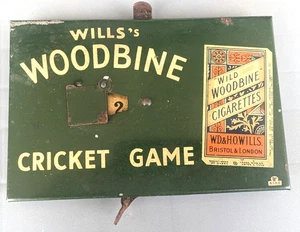 WILLS'S
WOODBINE
2
CRICKET GAME
WILD
WOODBINE
CIGARETTES
W.D.&H.O.WILLS.
BRISTOL & LONDON